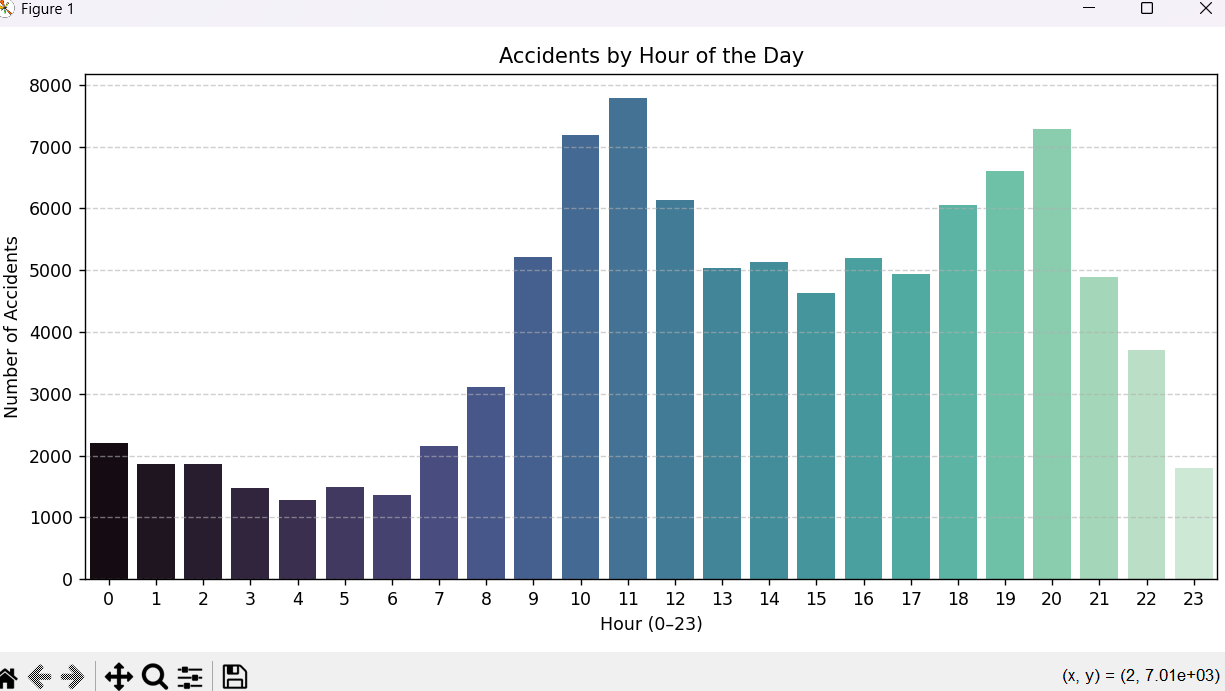 Figure 1
Accidents by Hour of the Day
Number of Accidents
8000
7000
6000
5000
4000
3000
2000
1000
0
0 1 2 3 4 5 6 7 8 9 10 11 12 13 14 15 16 17 18 19 20 21 22 23
Hour (0–23)
(x, y) = (2, 7.01e+03)